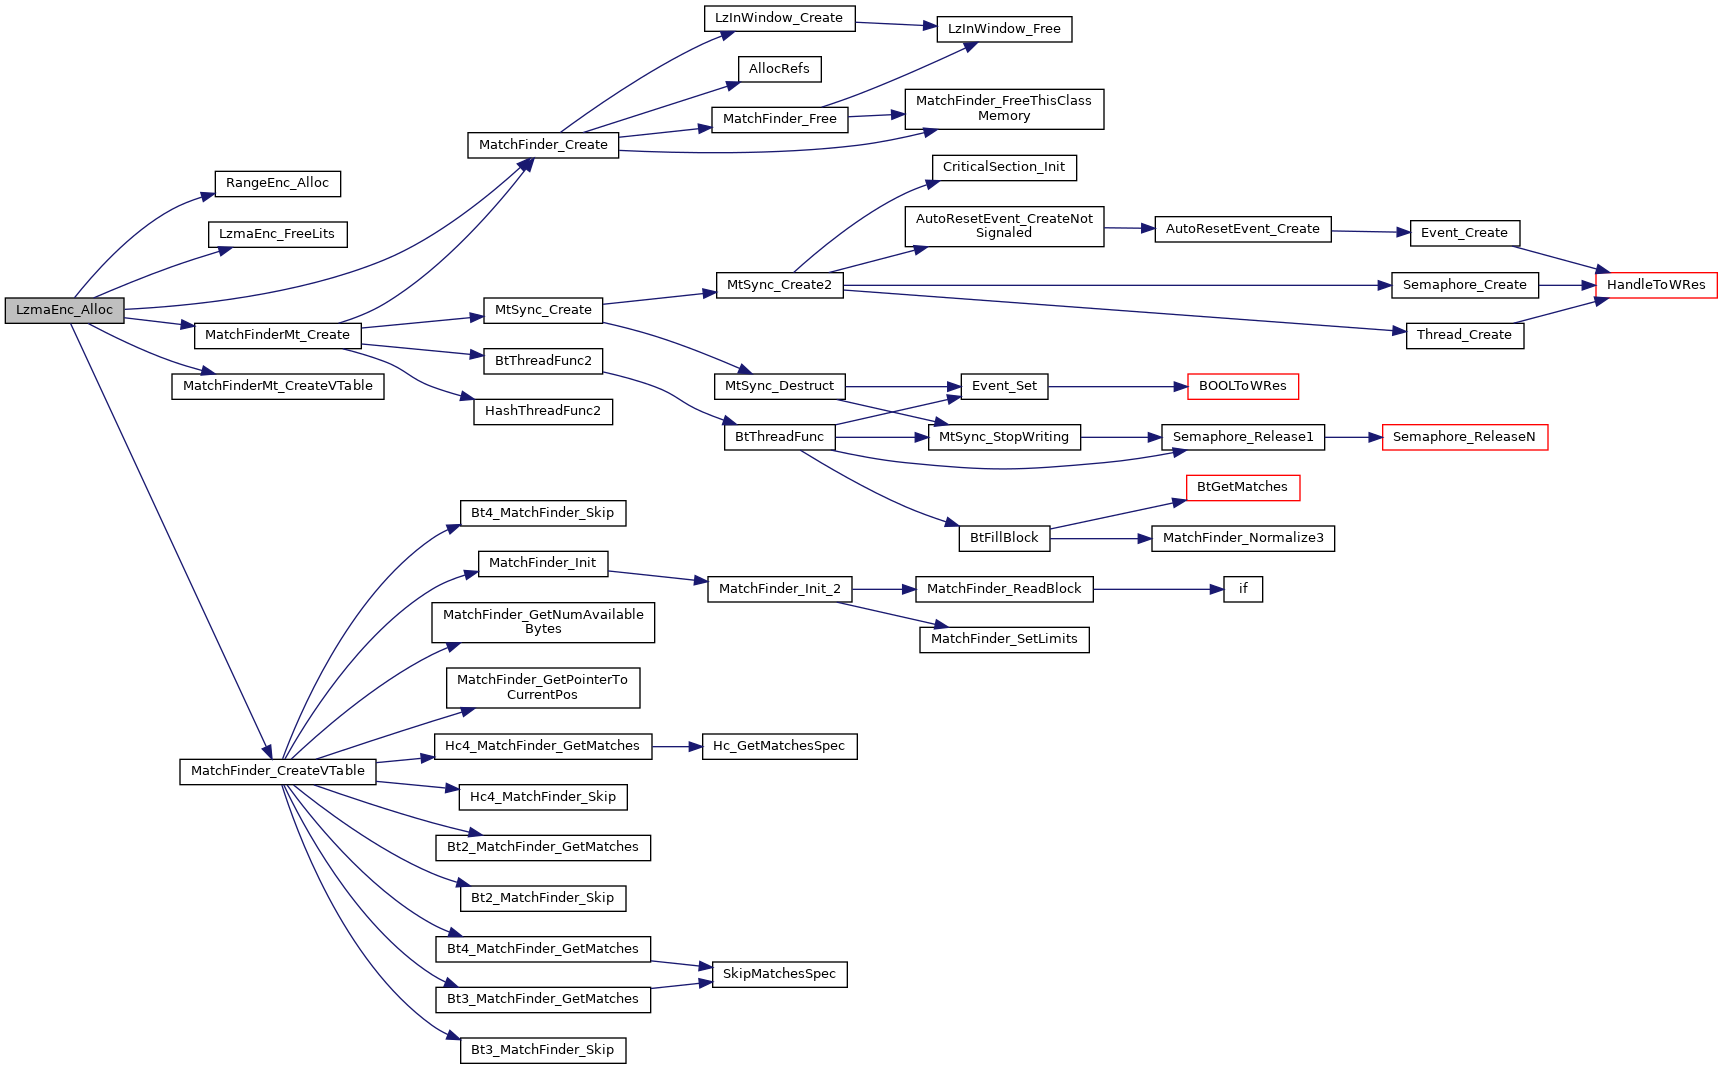 LzInWindow_Create
LzInWindow_Free
AllocRefs
MatchFinder_FreeThisClass
Memory
MatchFinder_Free
MatchFinder_Create
CriticalSection_Init
RangeEnc_Alloc
AutoResetEvent_CreateNot
Signaled
AutoResetEvent_Create
Event_Create
LzmaEnc_FreeLits
MtSync_Create2
Semaphore_Create
HandleToWRes
LzmaEnc_Alloc
MtSync_Create
MatchFinderMt_Create
Thread_Create
BtThreadFunc2
MatchFinderMt_CreateVTable
MtSync_Destruct
Event_Set
BOOLToWRes
HashThreadFunc2
BtThreadFunc
MtSync_StopWriting
Semaphore_Release1
Semaphore_ReleaseN
BtGetMatches
Bt4_MatchFinder_Skip
BtFillBlock
MatchFinder_Normalize3
MatchFinder_Init
MatchFinder_Init_2
MatchFinder_ReadBlock
if
MatchFinder_GetNumAvailable
Bytes
MatchFinder_SetLimits
MatchFinder_GetPointerTo
CurrentPos
Hc4_MatchFinder_GetMatches
Hc_GetMatchesSpec
MatchFinder_CreateVTable
Hc4_MatchFinder_Skip
Bt2_MatchFinder_GetMatches
Bt2_MatchFinder_Skip
Bt4_MatchFinder_GetMatches
SkipMatchesSpec
Bt3_MatchFinder_GetMatches
Bt3_MatchFinder_Skip